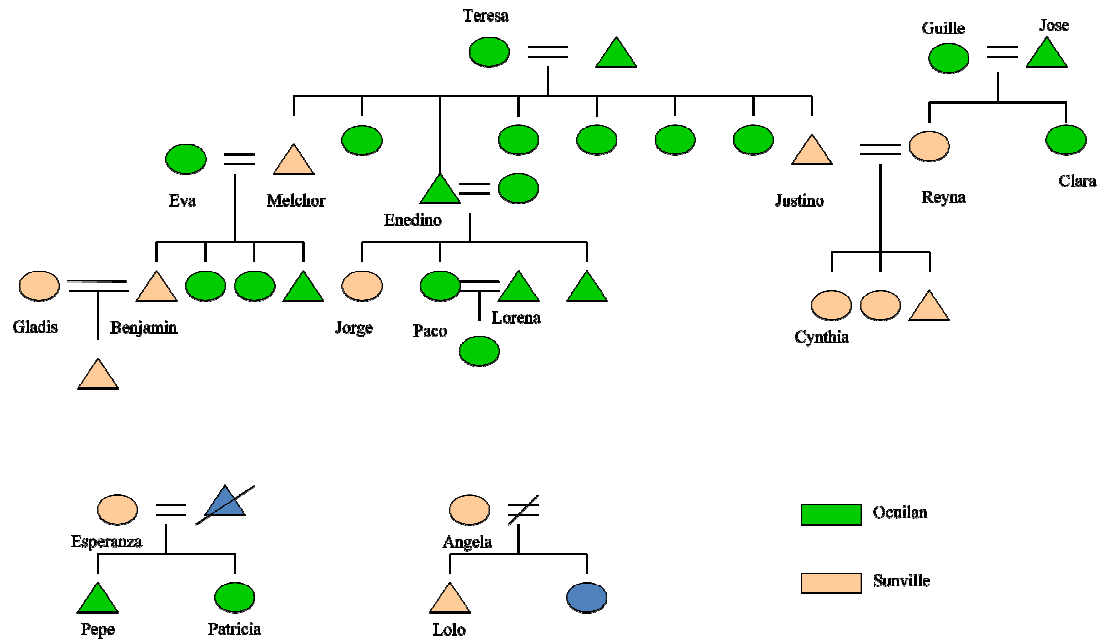 Teresa
Guille
Jose
Eva
Melchor
Enedino
Justino
Reyna
Clara
Gladis
Benjamin
Jorge
Paco
Lorena
Cynthia
Esperanza
Angela
Ocuilan
Sunville
Pepe
Patricia
Lolo